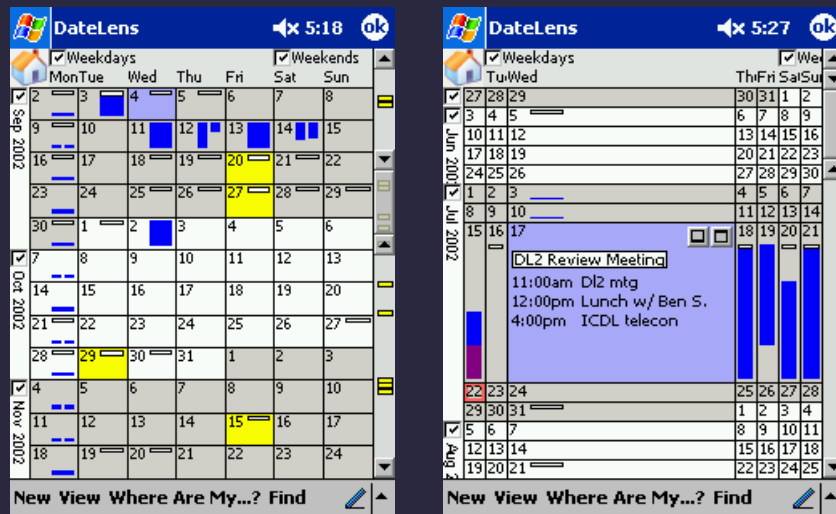 DateLens 5:18 ok
Weekdays Weekends
Mon Tue Wed Thu Fri Sat Sun
Sep 2002
2 3 4 5 6 7 8
9 10 11 12 13 14 15
16 17 18 19 20 21 22
23 24 25 26 27 28 29
30 1 2 3 4 5 6
Oct 2002
7 8 9 10 11 12 13
14 15 16 17 18 19 20
21 22 23 24 25 26 27
28 29 30 31 1 2 3
Nov 2002
4 5 6 7 8 9 10
11 12 13 14 15 16 17
18 19 20 21 22 23 24
New View Where Are My...? Find
DateLens 5:27 ok
Weekdays Wee
Tu Wed Th Fri Sat Sun
27 28 29 30 31 1 2
Jun 2002
3 4 5 6 7 8 9
10 11 12 13 14 15 16
17 18 19 20 21 22 23
24 25 26 27 28 29 30
Jul 2002
1 2 3 4 5 6 7
8 9 10 11 12 13 14
15 16 17 18 19 20 21
DL2 Review Meeting
11:00am Dl2 mtg
12:00pm Lunch w/ Ben S.
4:00pm ICDL telecon
22 23 24 25 26 27 28
29 30 31 1 2 3 4
Aug 2
5 6 7 8 9 10 11
12 13 14 15 16 17 18
19 20 21 22 23 24 25
New View Where Are My...? Find